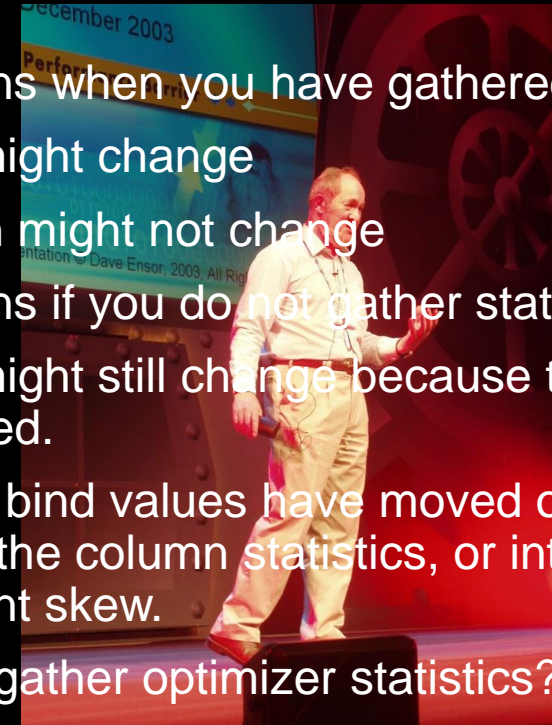 December 2003
Performance Barrier
ns when you have gathered
night change
might not change
entation © Dave Ensor, 2003, All Rig
ns if you do not gather stat
night still change because t
ed.
bind values have moved o
the column statistics, or int
nt skew.
gather optimizer statistics?